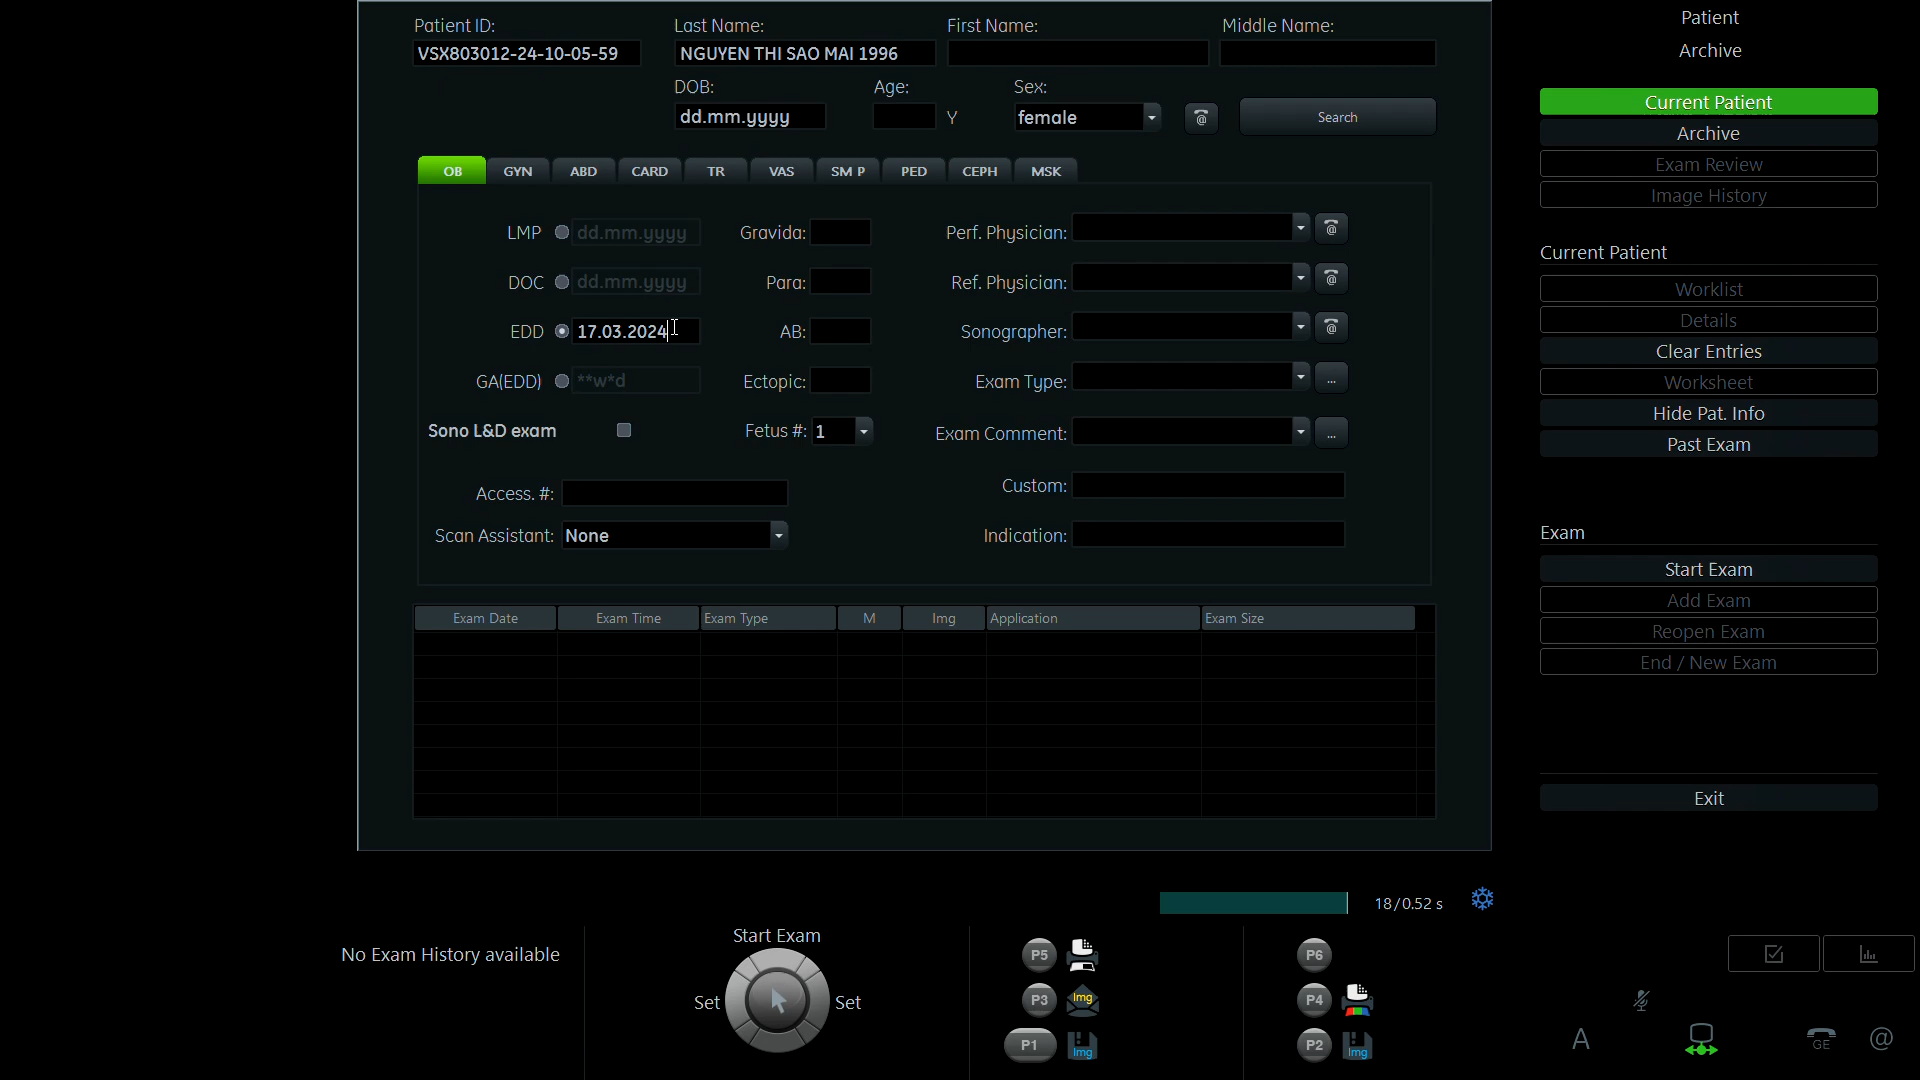 Patient ID: Last Name: First Name: Middle Name:
VSX803012-24-10-05-59 NGUYEN THI SAO MAI 1996
DOB: Age: Sex:
dd.mm.yyyy Y female Search
OB GYN ABD CARD TR VAS SM P PED CEPH MSK
LMP dd.mm.yyyy Gravida: Perf. Physician:
DOC dd.mm.yyyy Para: Ref. Physician:
EDD 17.03.2024 AB: Sonographer:
GA(EDD) **w*d Ectopic: Exam Type: ...
Sono L&D exam Fetus #: 1 Exam Comment: ...
Access. #: Custom:
Scan Assistant: None Indication:
Exam Date Exam Time Exam Type M Img Application Exam Size
Patient
Archive
Current Patient
Archive
Exam Review
Image History
Current Patient
Worklist
Details
Clear Entries
Worksheet
Hide Pat. Info
Past Exam
Exam
Start Exam
Add Exam
Reopen Exam
End / New Exam
Exit
18/0.52 s
No Exam History available
Start Exam
Set Set
P5 P6
P3 Img P4
P1 Img P2 Img
A GE @